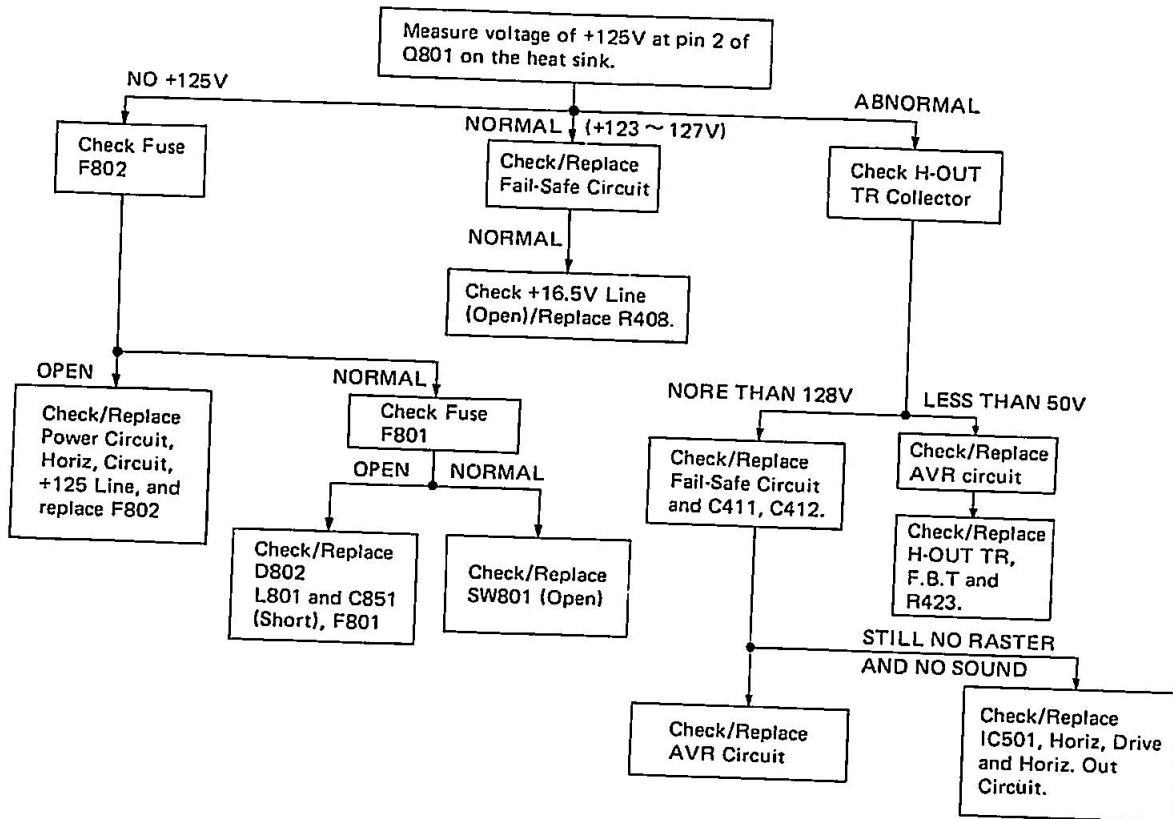 Measure voltage of +125V at pin 2 of
Q801 on the heat sink.
NO +125V
NORMAL (+123 ~ 127V)
ABNORMAL
Check Fuse
F802
Check/Replace
Fail-Safe Circuit
Check H-OUT
TR Collector
NORMAL
Check +16.5V Line
(Open)/Replace R408.
OPEN
NORMAL
Check/Replace
Power Circuit,
Horiz, Circuit,
+125 Line, and
replace F802
Check Fuse
F801
OPEN
NORMAL
Check/Replace
D802
L801 and C851
(Short), F801
Check/Replace
SW801 (Open)
NORE THAN 128V
LESS THAN 50V
Check/Replace
Fail-Safe Circuit
and C411, C412.
Check/Replace
AVR circuit
Check/Replace
H-OUT TR,
F.B.T and
R423.
STILL NO RASTER
AND NO SOUND
Check/Replace
AVR Circuit
Check/Replace
IC501, Horiz, Drive
and Horiz. Out
Circuit.